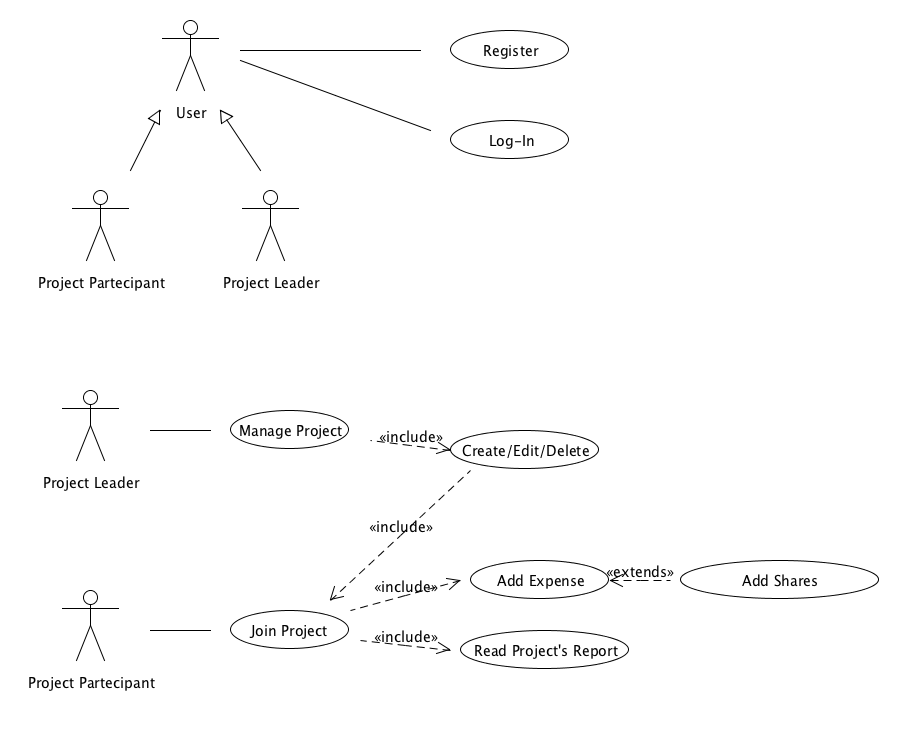 Register
User
Log-In
Project Partecipant
Project Leader
Manage Project
«include»
Create/Edit/Delete
Project Leader
«include»
«extends»
Add Expense
Add Shares
«include»
Join Project
«include»
Read Project's Report
Project Partecipant